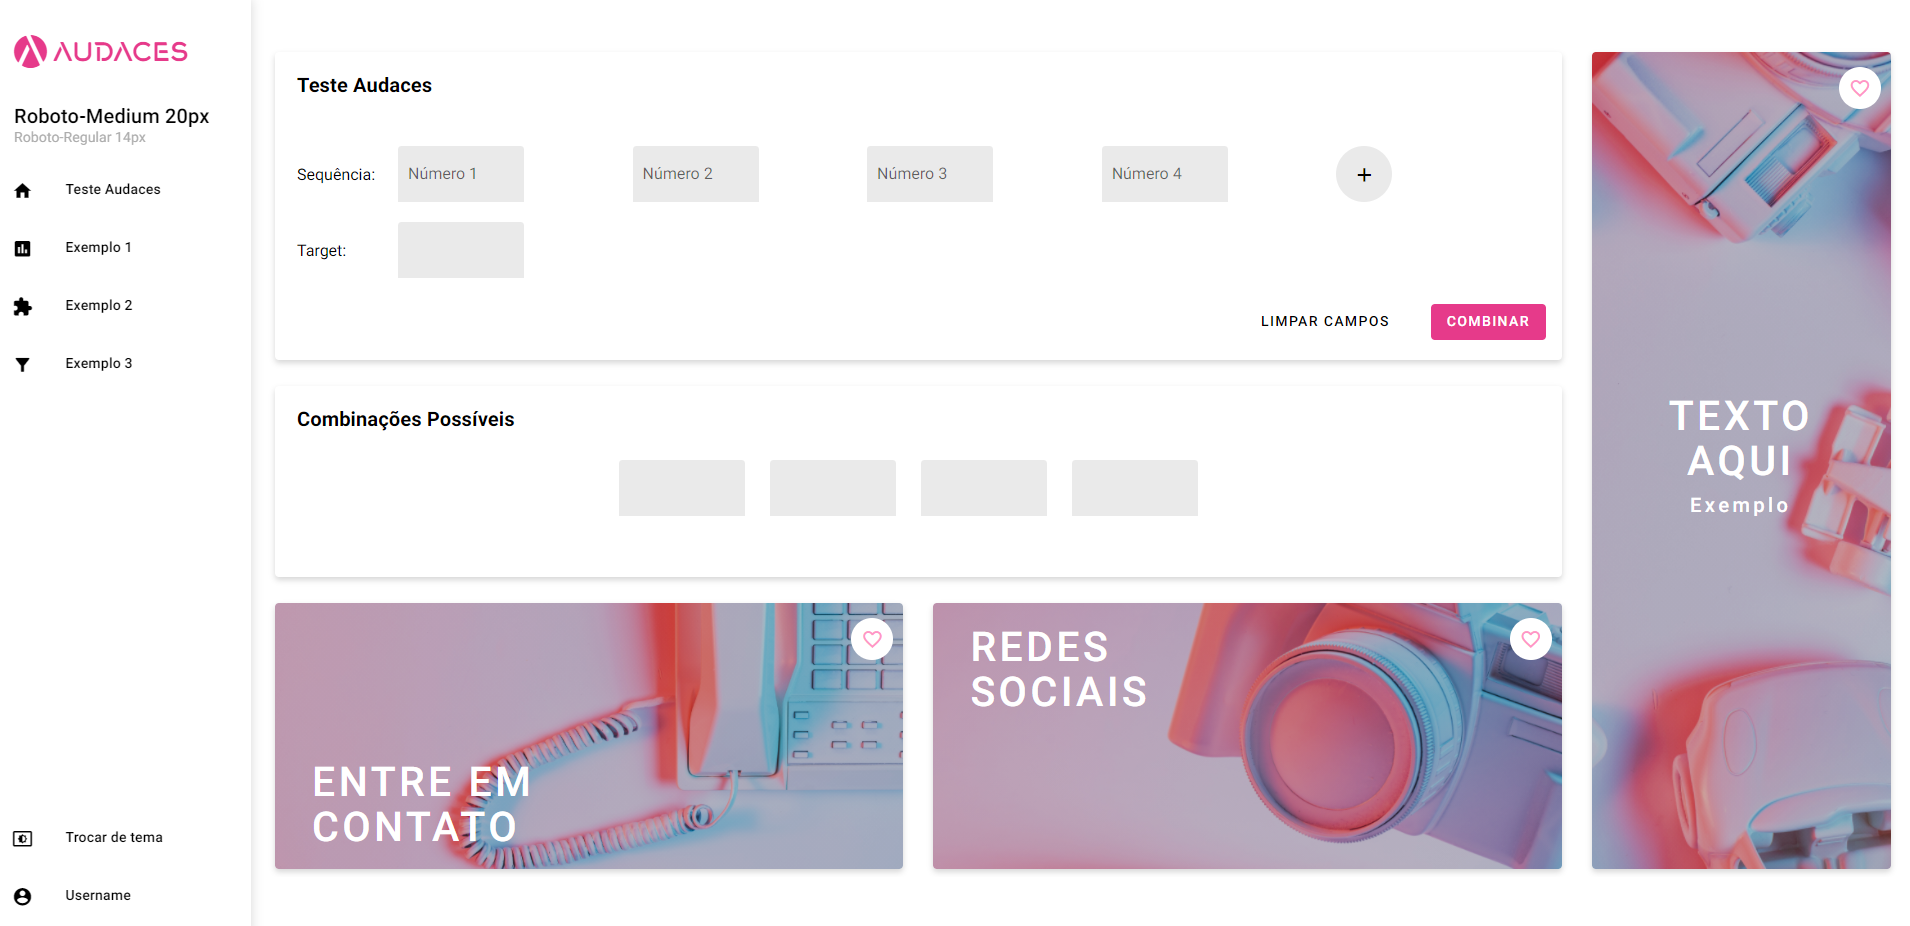 AUDACES
Roboto-Medium 20px
Roboto-Regular 14px
Teste Audaces
Exemplo 1
Exemplo 2
Exemplo 3
Trocar de tema
Username
Teste Audaces
Sequência: Número 1 Número 2 Número 3 Número 4 +
Target:
LIMPAR CAMPOS COMBINAR
Combinações Possíveis
ENTRE EM
CONTATO
REDES
SOCIAIS
TEXTO
AQUI
Exemplo